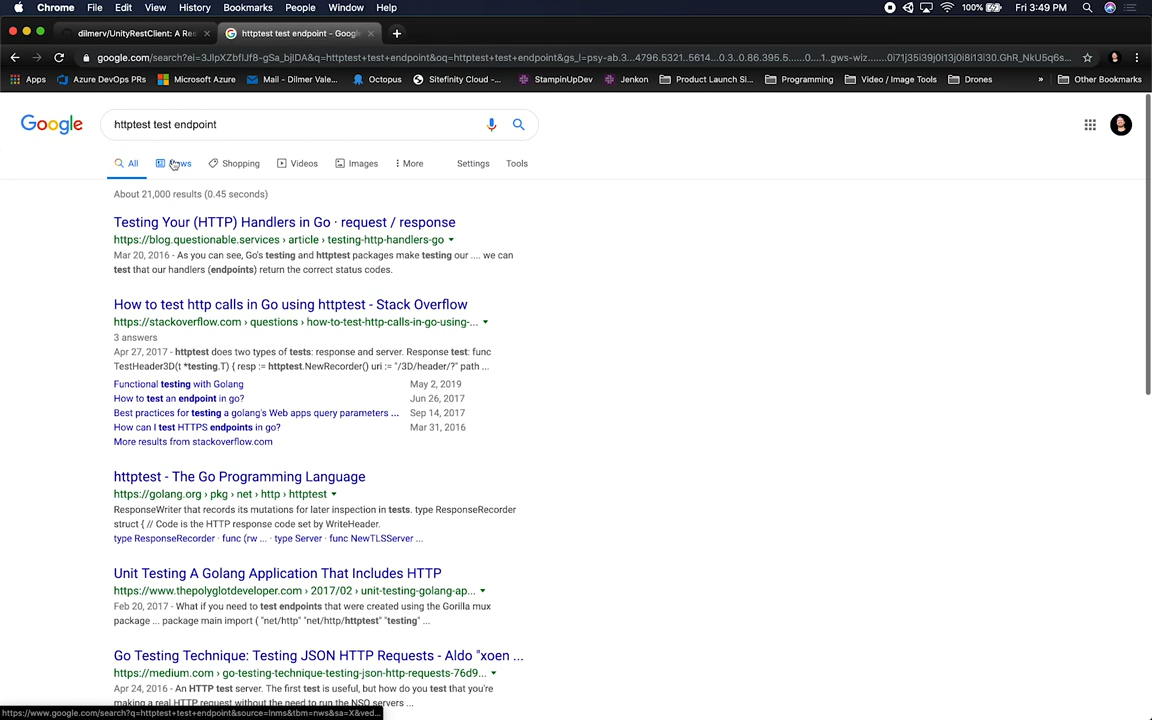 Chrome File Edit View History Bookmarks People Window Help 100% Fri 3:49 PM
dilmerv/UnityRestClient: A Res httptest test endpoint - Google
google.com/search?ei=3JlpXZbfIJf8-gSa_bjIDA&q=httptest+test+endpoint&oq=httptest+test+endpoint&gs_l=psy-ab.3...4796.5321..5614...0.3..0.86.395.5......0....1..gws-wiz.......0i71j35i39j0i13j0i8i13i30.GhR_NkU5q6s...
Apps Azure DevOps PRs Microsoft Azure Mail - Dilmer Vale... Octopus Sitefinity Cloud -... StampinUpDev Jenkon Product Launch Si... Programming Video / Image Tools Drones » Other Bookmarks
Google httptest test endpoint
All News Shopping Videos Images More Settings Tools
About 21,000 results (0.45 seconds)
Testing Your (HTTP) Handlers in Go · request / response
https://blog.questionable.services › article › testing-http-handlers-go
Mar 20, 2016 - As you can see, Go's testing and httptest packages make testing our .... we can
test that our handlers (endpoints) return the correct status codes.
How to test http calls in Go using httptest - Stack Overflow
https://stackoverflow.com › questions › how-to-test-http-calls-in-go-using-...
3 answers
Apr 27, 2017 - httptest does two types of tests: response and server. Response test: func
TestHeader3D(t *testing.T) { resp := httptest.NewRecorder() uri := "/3D/header/?" path ...
Functional testing with Golang May 2, 2019
How to test an endpoint in go? Jun 26, 2017
Best practices for testing a golang's Web apps query parameters ... Sep 14, 2017
How can I test HTTPS endpoints in go? Mar 31, 2016
More results from stackoverflow.com
httptest - The Go Programming Language
https://golang.org › pkg › net › http › httptest
ResponseWriter that records its mutations for later inspection in tests. type ResponseRecorder
struct { // Code is the HTTP response code set by WriteHeader.
type ResponseRecorder · func (rw ... · type Server · func NewTLSServer ...
Unit Testing A Golang Application That Includes HTTP
https://www.thepolyglotdeveloper.com › 2017/02 › unit-testing-golang-ap...
Feb 20, 2017 - What if you need to test endpoints that were created using the Gorilla mux
package ... package main import ( "net/http" "net/http/httptest" "testing" ...
Go Testing Technique: Testing JSON HTTP Requests - Aldo "xoen ...
https://medium.com › go-testing-technique-testing-json-http-requests-76d9...
Apr 24, 2016 - An HTTP test server. The first test is useful, but how do you test that you're
making a real HTTP request without the need to run the NSQ servers ...
https://www.google.com/search?q=httptest+test+endpoint&source=lnms&tbm=nws&sa=X&ved...